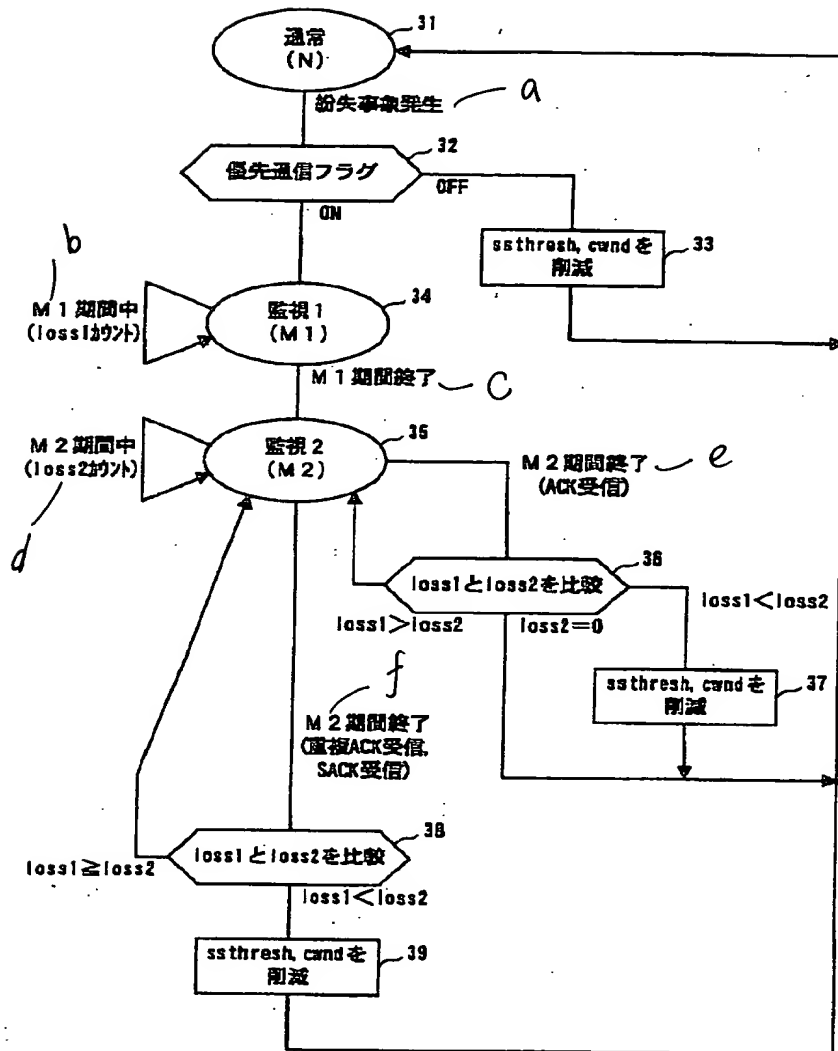 31
通常
(N)
紛失事象発生
a
32
優先通信フラグ
OFF
ON
33
ssthresh, cwndを
削減
b
M1期間中
(loss1カウント)
34
監視1
(M1)
M1期間終了
C
35
監視2
(M2)
M2期間中
(loss2カウント)
d
M2期間終了
(ACK受信)
e
36
loss1とloss2を比較
loss1>loss2
loss2=0
loss1<loss2
37
ssthresh, cwndを
削減
f
M2期間終了
(重複ACK受信,
SACK受信)
38
loss1とloss2を比較
loss1≧loss2
loss1<loss2
39
ssthresh, cwndを
削減